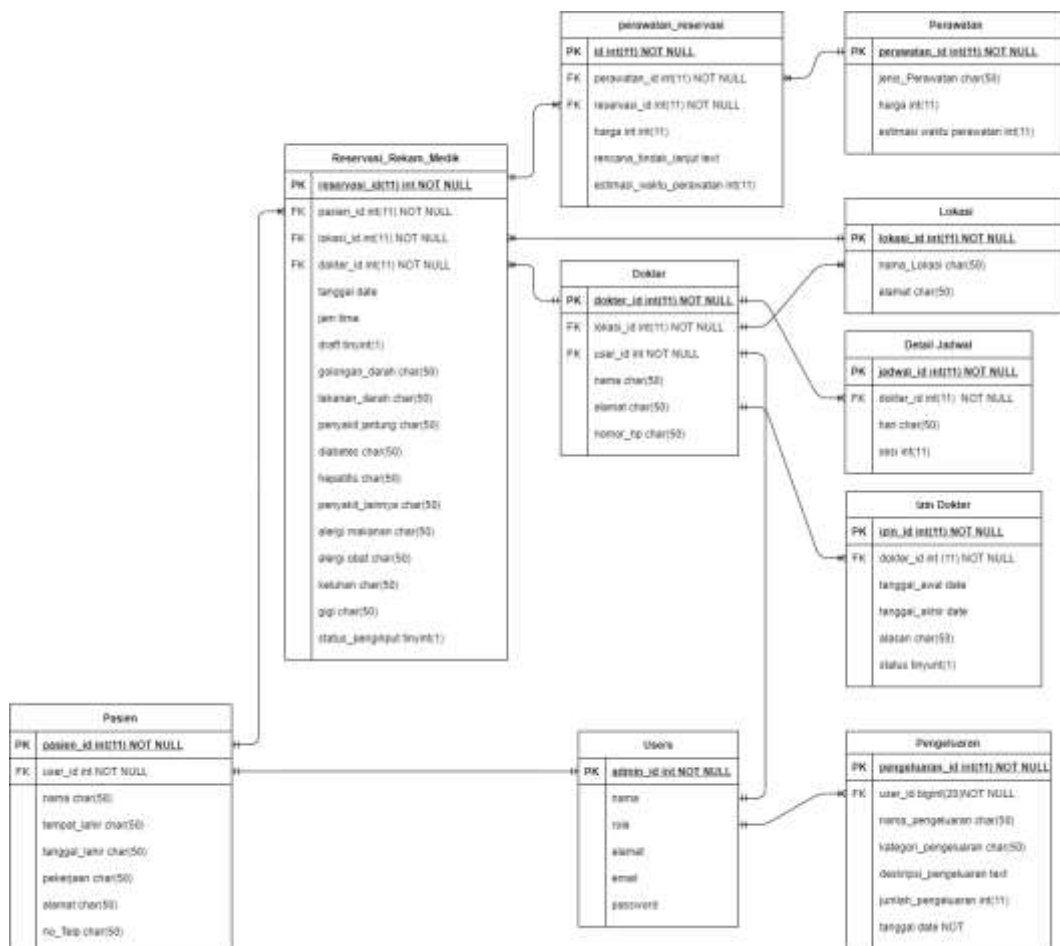 perawatan_reservasi
PK id int(11) NOT NULL
FK perawatan_id int(11) NOT NULL
FK reservasi_id int(11) NOT NULL
harga int int(11)
rencana_tindak_lanjut text
estimasi_waktu_perawatan int(11)
Perawatan
PK perawatan_id int(11) NOT NULL
jenis_Perawatan char(50)
harga int(11)
estimasi waktu perawatan int(11)
Reservasi_Rekam_Medik
PK reservasi_id(11) int NOT NULL
FK pasien_id int(11) NOT NULL
FK lokasi_id int(11) NOT NULL
FK dokter_id int(11) NOT NULL
tanggal date
jam time
draft tinyint(1)
golongan_darah char(50)
tekanan_darah char(50)
penyakit_jantung char(50)
diabetes char(50)
hepatitis char(50)
penyakit_lainnya char(50)
alergi makanan char(50)
alergi obat char(50)
keluhan char(50)
gigi char(50)
status_penginput tinyint(1)
Lokasi
PK lokasi_id int(11) NOT NULL
nama_Lokasi char(50)
alamat char(50)
Dokter
PK dokter_id int(11) NOT NULL
FK lokasi_id int(11) NOT NULL
FK user_id int NOT NULL
nama char(50)
alamat char(50)
nomor_hp char(50)
Detail Jadwal
PK jadwal_id int(11) NOT NULL
FK dokter_id int(11) NOT NULL
hari char(50)
sesi int(11)
Izin Dokter
PK izin_id int(11) NOT NULL
FK dokter_id int (11) NOT NULL
tanggal_awal date
tanggal_akhir date
alasan char(50)
status tinyint(1)
Pasien
PK pasien_id int(11) NOT NULL
FK user_id int NOT NULL
nama char(50)
tempat_lahir char(50)
tanggal_lahir char(50)
pekerjaan char(50)
alamat char(50)
no_Telp char(50)
Users
PK admin_id int NOT NULL
nama
role
alamat
email
password
Pengeluaran
PK pengeluaran_id int(11) NOT NULL
FK user_id bigint(20)NOT NULL
nama_pengeluaran char(50)
kategori_pengeluaran char(50)
deskripsi_pengeluaran text
jumlah_pengeluaran int(11)
tanggal date NOT